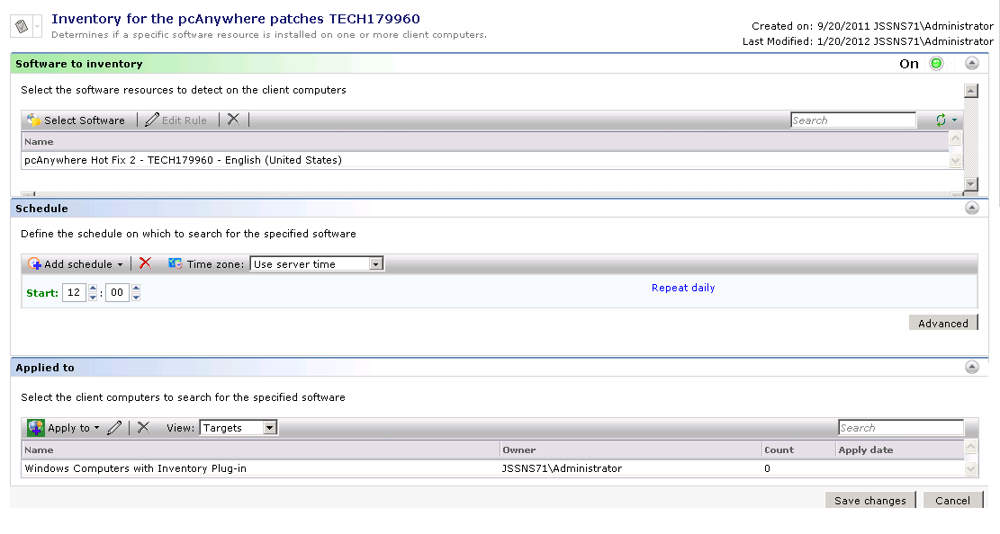 Inventory for the pcAnywhere patches TECH179960
Determines if a specific software resource is installed on one or more client computers.
Created on: 9/20/2011 JSSNS71\Administrator
Last Modified: 1/20/2012 JSSNS71\Administrator
Software to inventory On
Select the software resources to detect on the client computers
Select Software Edit Rule Search
Name
pcAnywhere Hot Fix 2 - TECH179960 - English (United States)
Schedule
Define the schedule on which to search for the specified software
Add schedule Time zone: Use server time
Start: 12 : 00 Repeat daily
Advanced
Applied to
Select the client computers to search for the specified software
Apply to View: Targets Search
Name Owner Count Apply date
Windows Computers with Inventory Plug-in JSSNS71\Administrator 0
Save changes Cancel